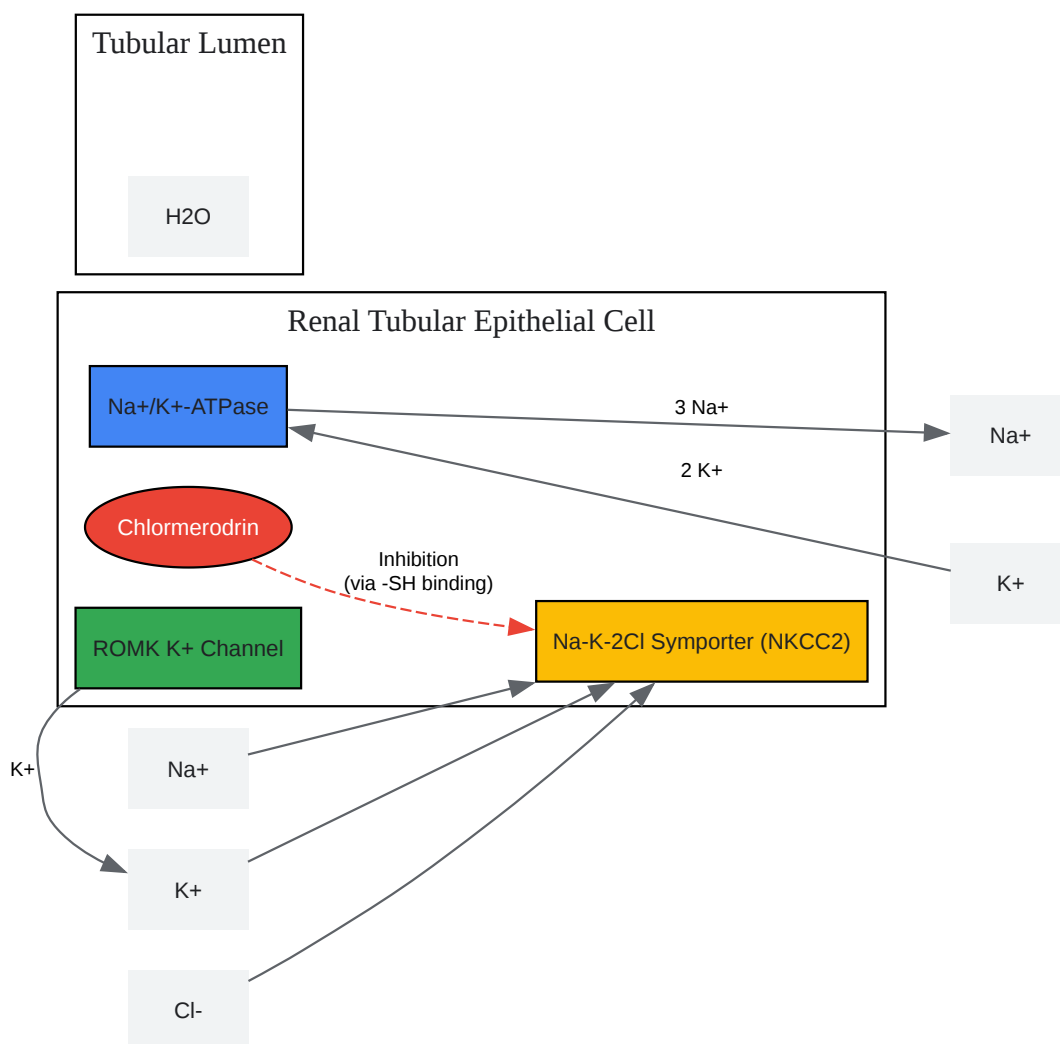 Tubular Lumen
H2O
Renal Tubular Epithelial Cell
Na+/K+-ATPase
3 Na+
Na+
2 K+
Chlormerodrin
Inhibition
(via -SH binding)
K+
ROMK K+ Channel
Na-K-2Cl Symporter (NKCC2)
Na+
K+
K+
Cl-